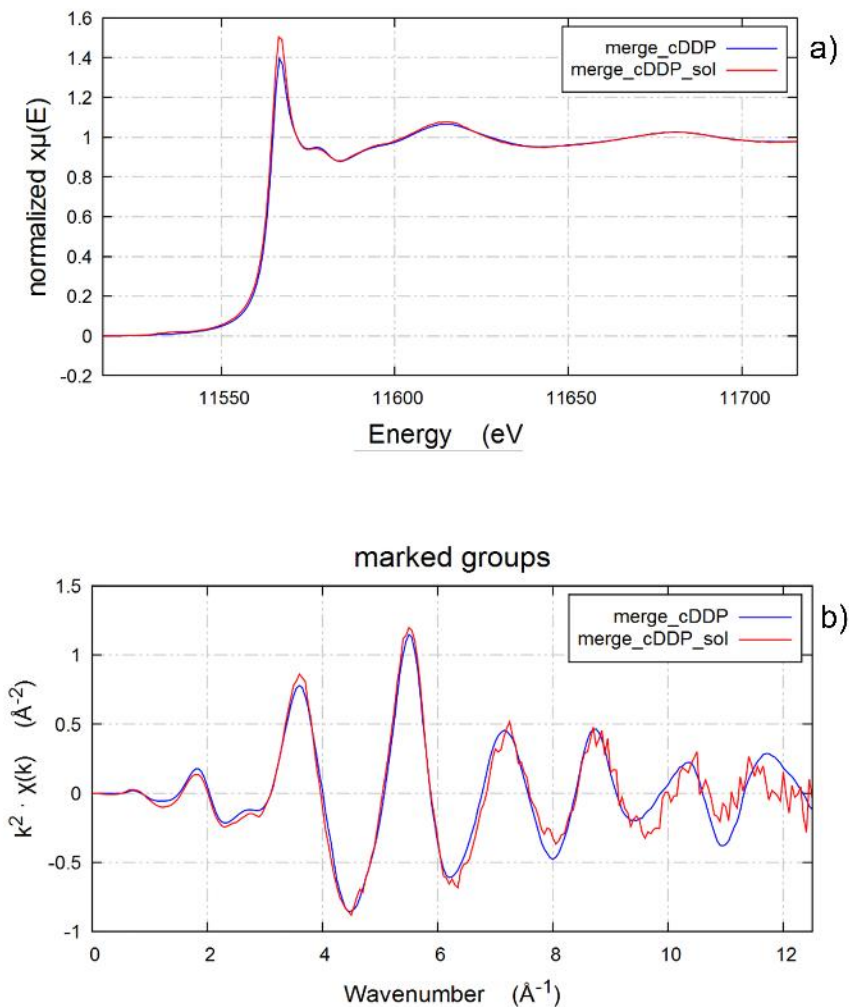 1.6
1.4
1.2
1
0.8
0.6
0.4
0.2
0
-0.2
normalized xμ(E)
merge_cDDP
merge_cDDP_sol
a)
11550 11600 11650 11700
Energy (eV
marked groups
1.5
1
0.5
0
-0.5
-1
k² · χ(k) (Å⁻²)
merge_cDDP
merge_cDDP_sol
b)
0 2 4 6 8 10 12
Wavenumber (Å⁻¹)